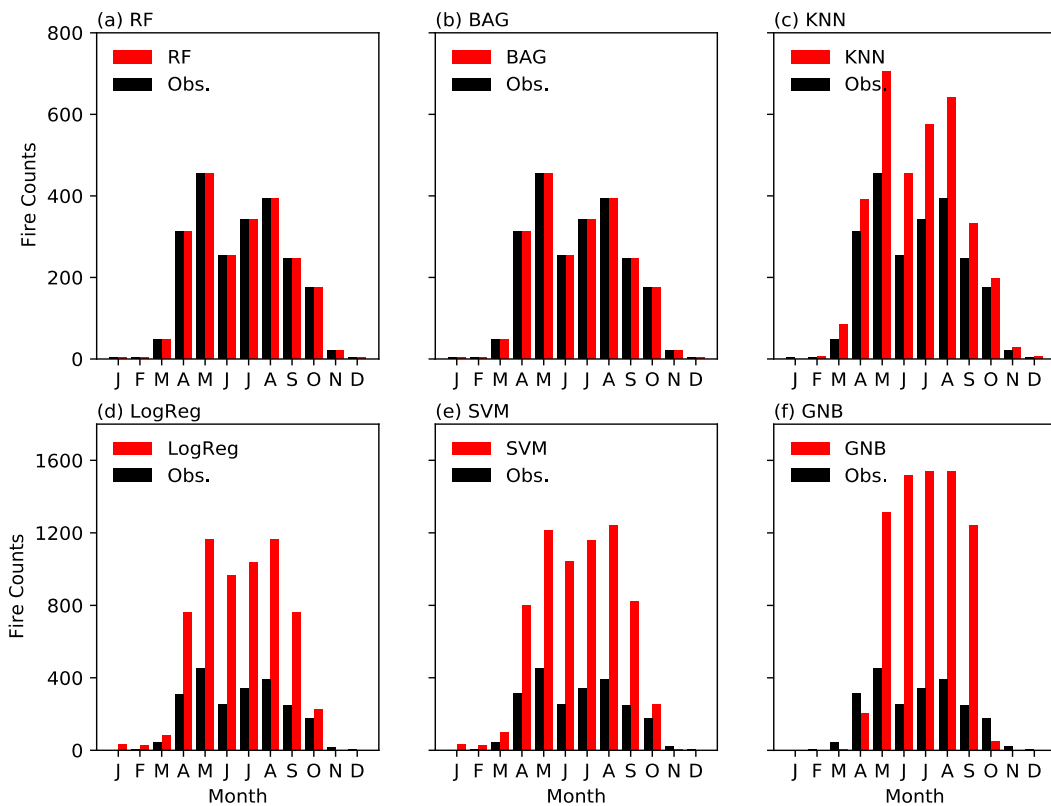 (a) RF
(b) BAG
(c) KNN
800
600
400
200
0
Fire Counts
RF
Obs.
BAG
Obs.
KNN
Obs.
J F M A M J J A S O N D
J F M A M J J A S O N D
J F M A M J J A S O N D
(d) LogReg
(e) SVM
(f) GNB
1600
1200
800
400
0
Fire Counts
LogReg
Obs.
SVM
Obs.
GNB
Obs.
J F M A M J J A S O N D
J F M A M J J A S O N D
J F M A M J J A S O N D
Month
Month
Month